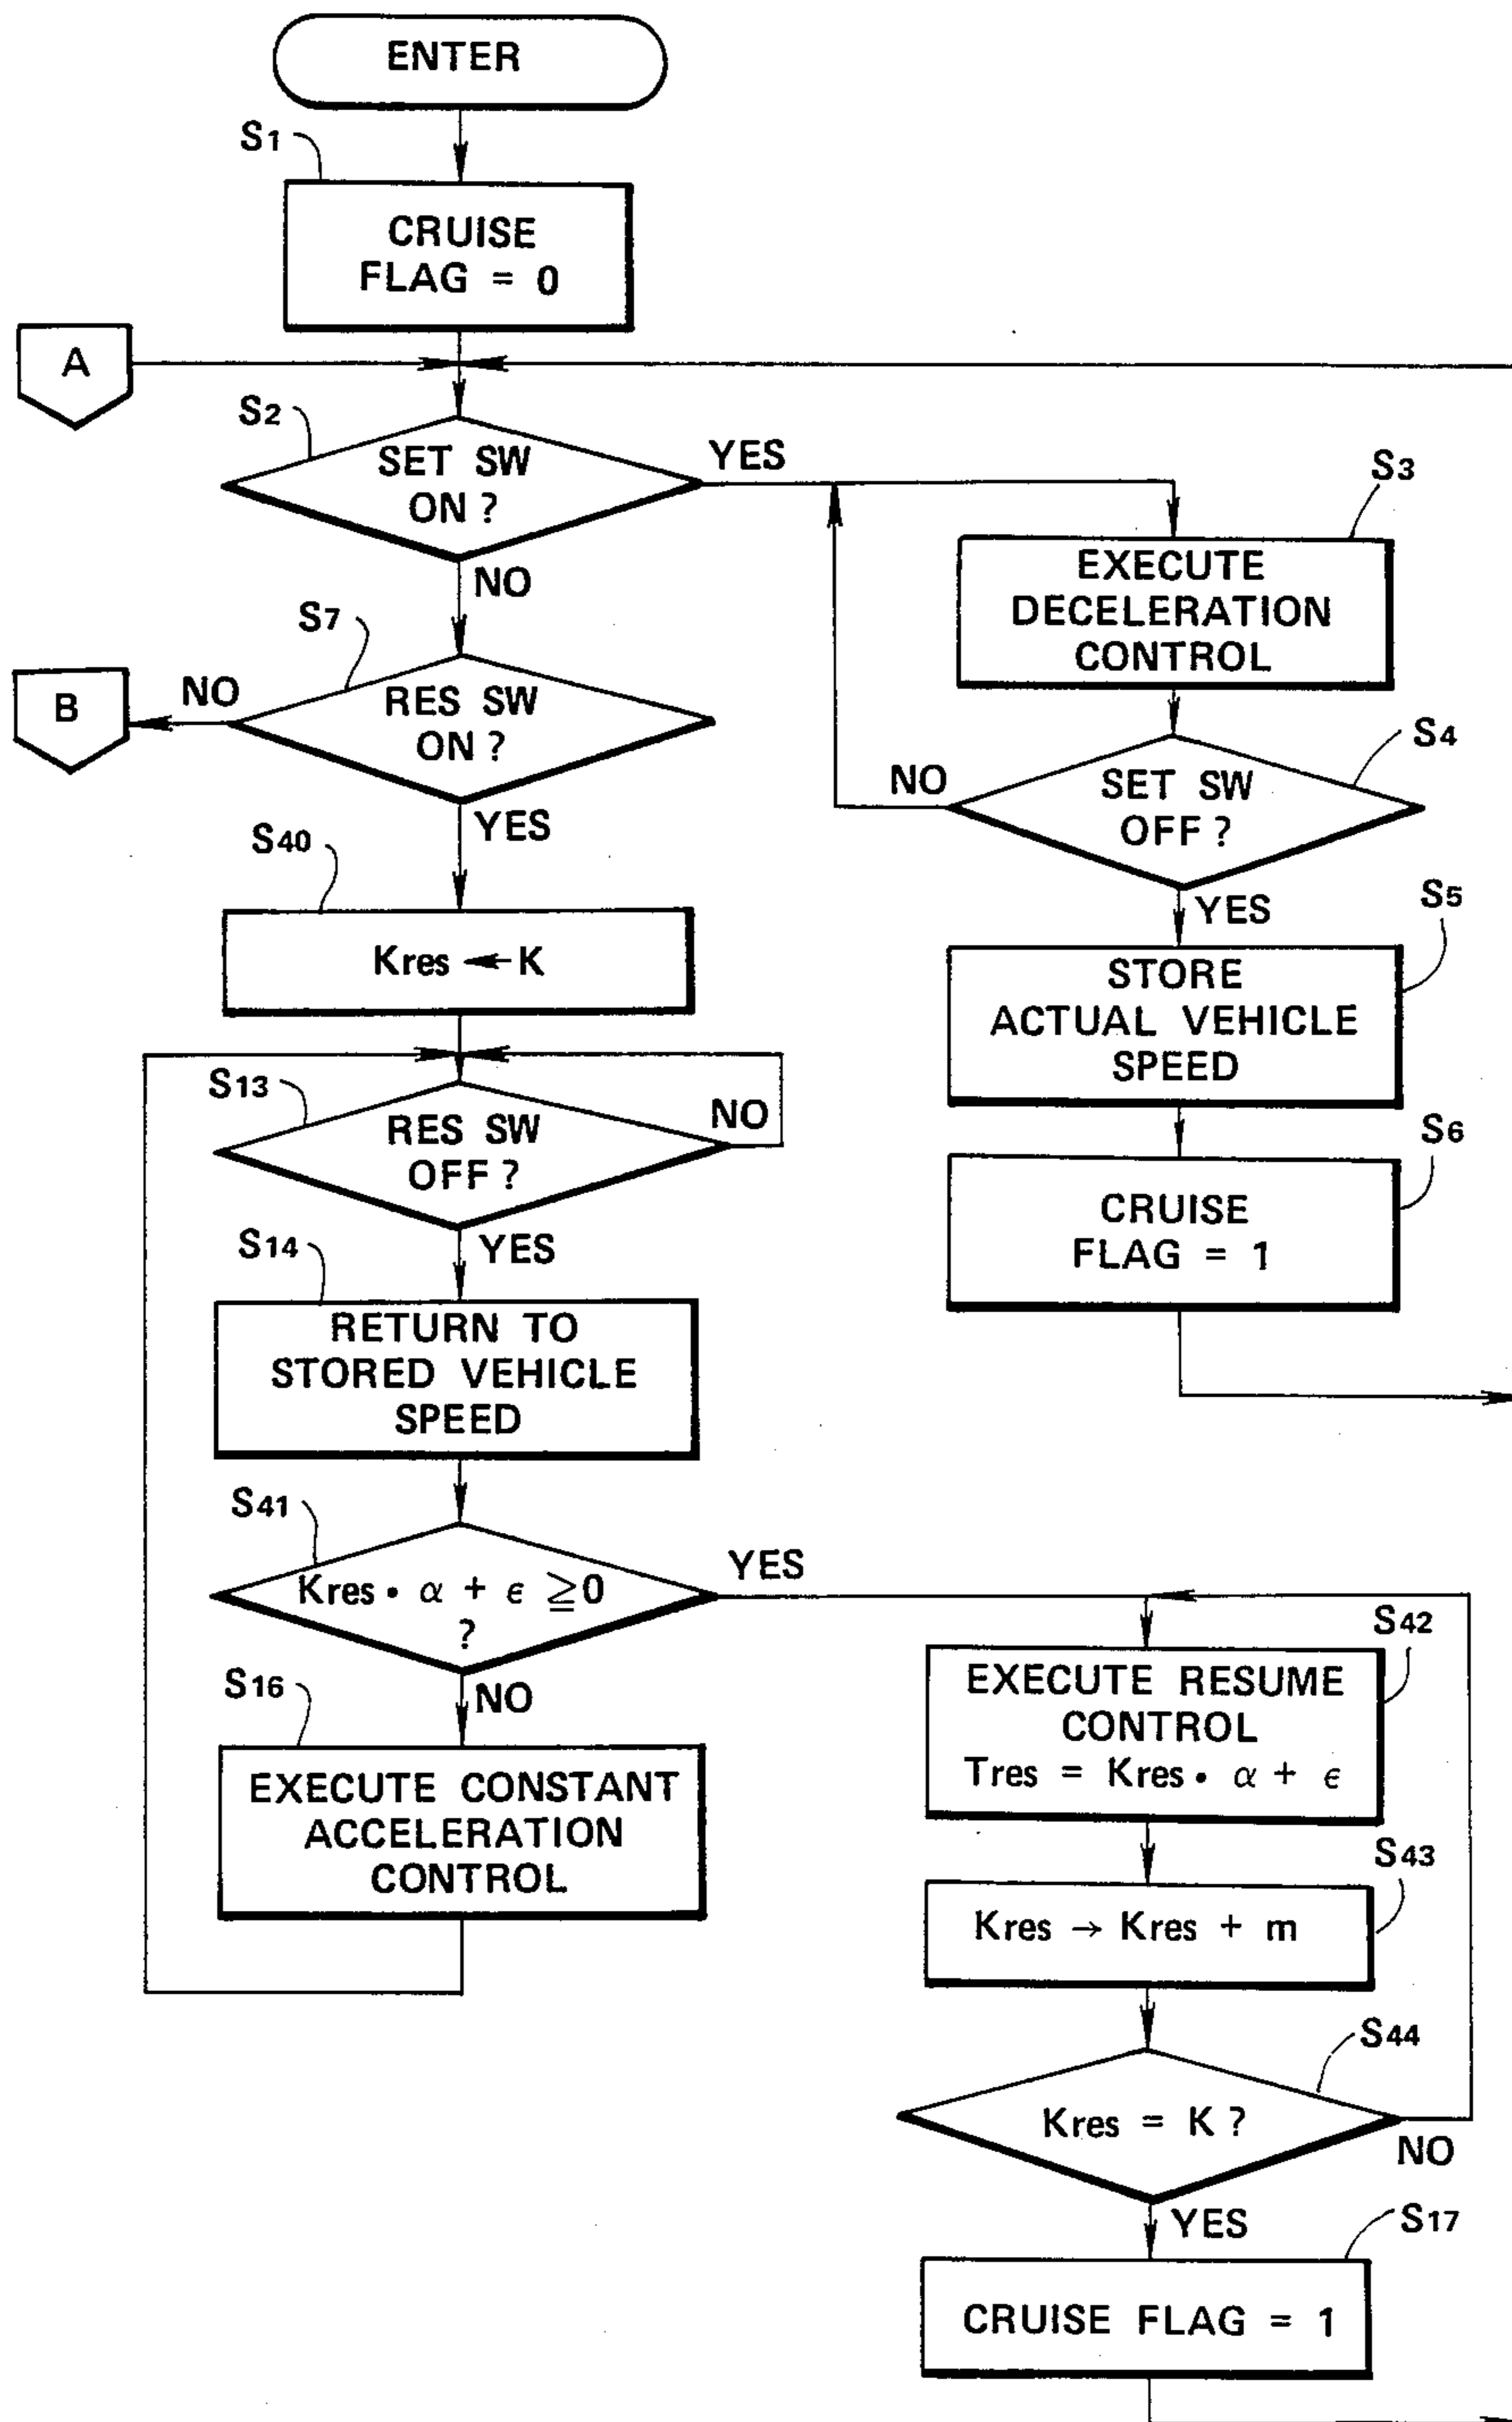 ENTER
S1
CRUISE
FLAG = 0
A
S2
SET SW
ON ?
YES
NO
S3
EXECUTE
DECELERATION
CONTROL
S4
SET SW
OFF ?
NO
YES
S5
STORE
ACTUAL VEHICLE
SPEED
S6
CRUISE
FLAG = 1
S7
RES SW
ON ?
NO
B
YES
S40
Kres ← K
S13
RES SW
OFF ?
NO
YES
S14
RETURN TO
STORED VEHICLE
SPEED
S41
Kres • α + ϵ ≧ 0
?
YES
NO
S16
EXECUTE CONSTANT
ACCELERATION
CONTROL
S42
EXECUTE RESUME
CONTROL
Tres = Kres • α + ϵ
S43
Kres → Kres + m
S44
Kres = K ?
NO
YES
S17
CRUISE FLAG = 1